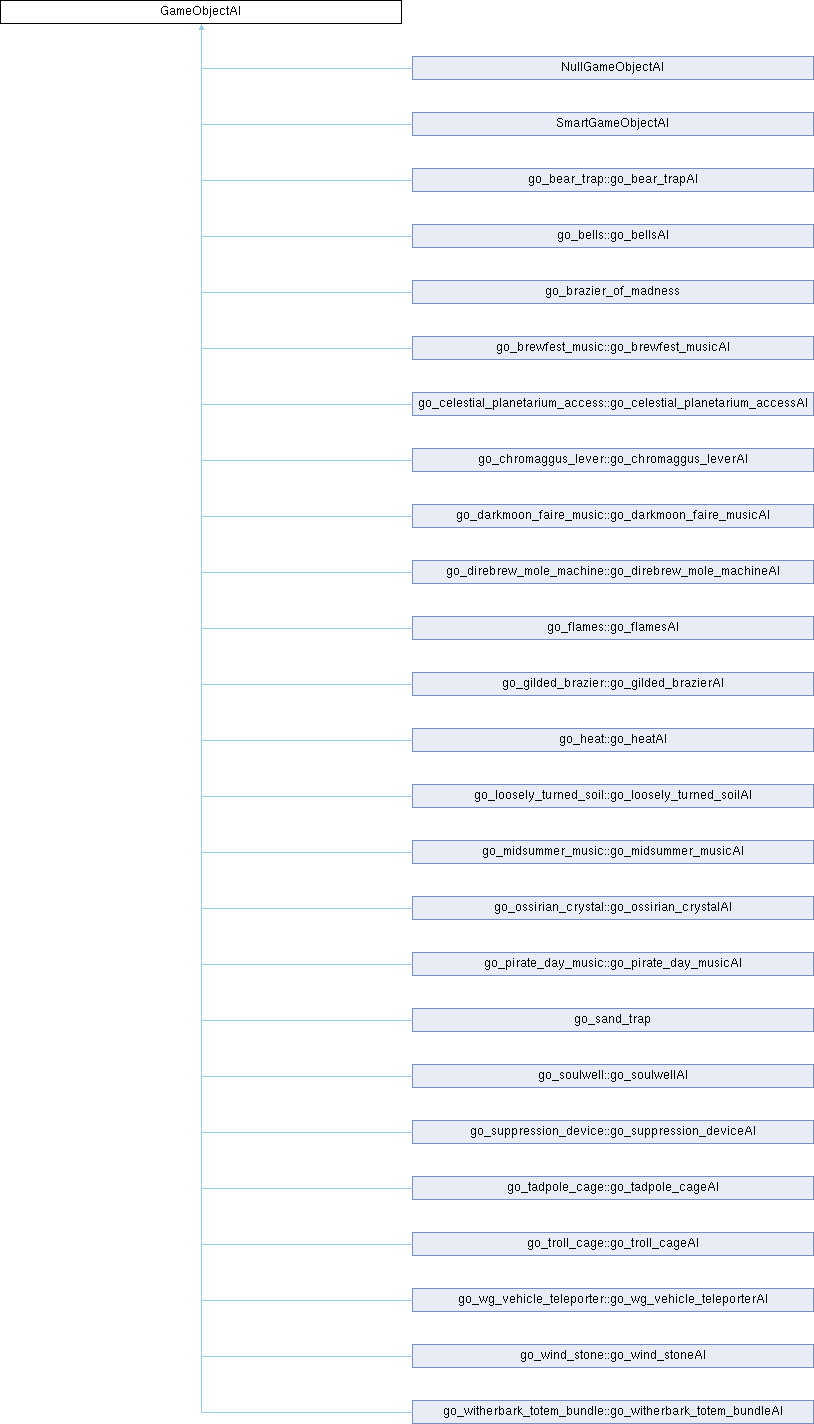 GameObjectAI
NullGameObjectAI
SmartGameObjectAI
go_bear_trap::go_bear_trapAI
go_bells::go_bellsAI
go_brazier_of_madness
go_brewfest_music::go_brewfest_musicAI
go_celestial_planetarium_access::go_celestial_planetarium_accessAI
go_chromaggus_lever::go_chromaggus_leverAI
go_darkmoon_faire_music::go_darkmoon_faire_musicAI
go_direbrew_mole_machine::go_direbrew_mole_machineAI
go_flames::go_flamesAI
go_gilded_brazier::go_gilded_brazierAI
go_heat::go_heatAI
go_loosely_turned_soil::go_loosely_turned_soilAI
go_midsummer_music::go_midsummer_musicAI
go_ossirian_crystal::go_ossirian_crystalAI
go_pirate_day_music::go_pirate_day_musicAI
go_sand_trap
go_soulwell::go_soulwellAI
go_suppression_device::go_suppression_deviceAI
go_tadpole_cage::go_tadpole_cageAI
go_troll_cage::go_troll_cageAI
go_wg_vehicle_teleporter::go_wg_vehicle_teleporterAI
go_wind_stone::go_wind_stoneAI
go_witherbark_totem_bundle::go_witherbark_totem_bundleAI